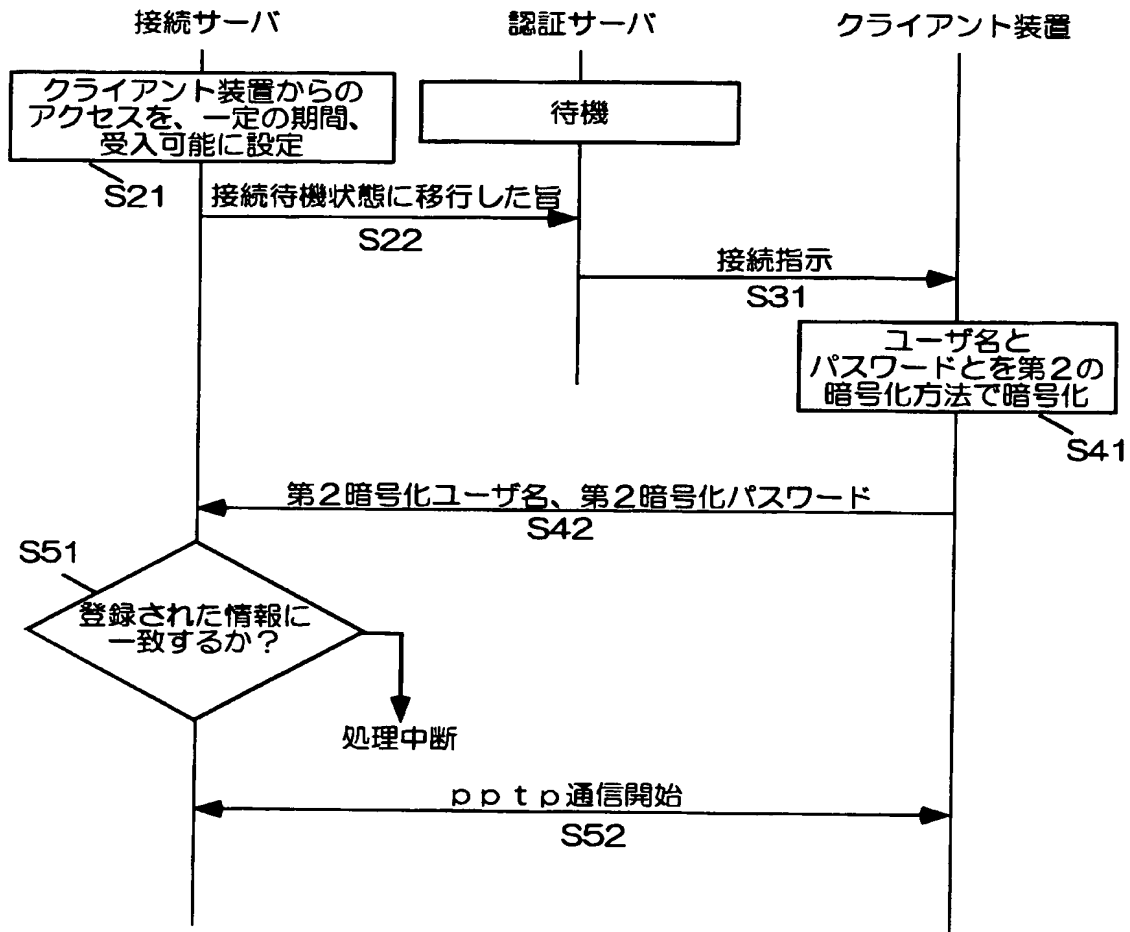 接続サーバ
認証サーバ
クライアント装置
クライアント装置からの
アクセスを、一定の期間、
受入可能に設定
待機
S21
接続待機状態に移行した旨
S22
接続指示
S31
ユーザ名と
パスワードとを第2の
暗号化方法で暗号化
S41
第2暗号化ユーザ名、第2暗号化パスワード
S42
S51
登録された情報に
一致するか？
処理中断
ｐｐｔｐ通信開始
S52